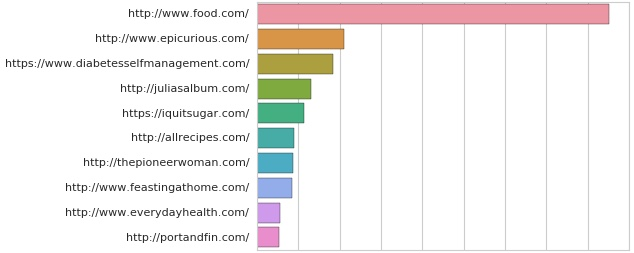 http://www.food.com/
http://www.epicurious.com/
https://www.diabetesselfmanagement.com/
http://juliasalbum.com/
https://iquitsugar.com/
http://allrecipes.com/
http://thepioneerwoman.com/
http://www.feastingathome.com/
http://www.everydayhealth.com/
http://portandfin.com/